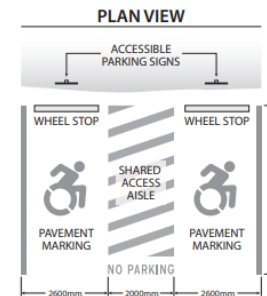 PLAN VIEW
ACCESSIBLE
PARKING SIGNS
WHEEL STOP
WHEEL STOP
SHARED
ACCESS
AISLE
PAVEMENT
MARKING
PAVEMENT
MARKING
NO PARKING
2600mm
2000mm
2600mm